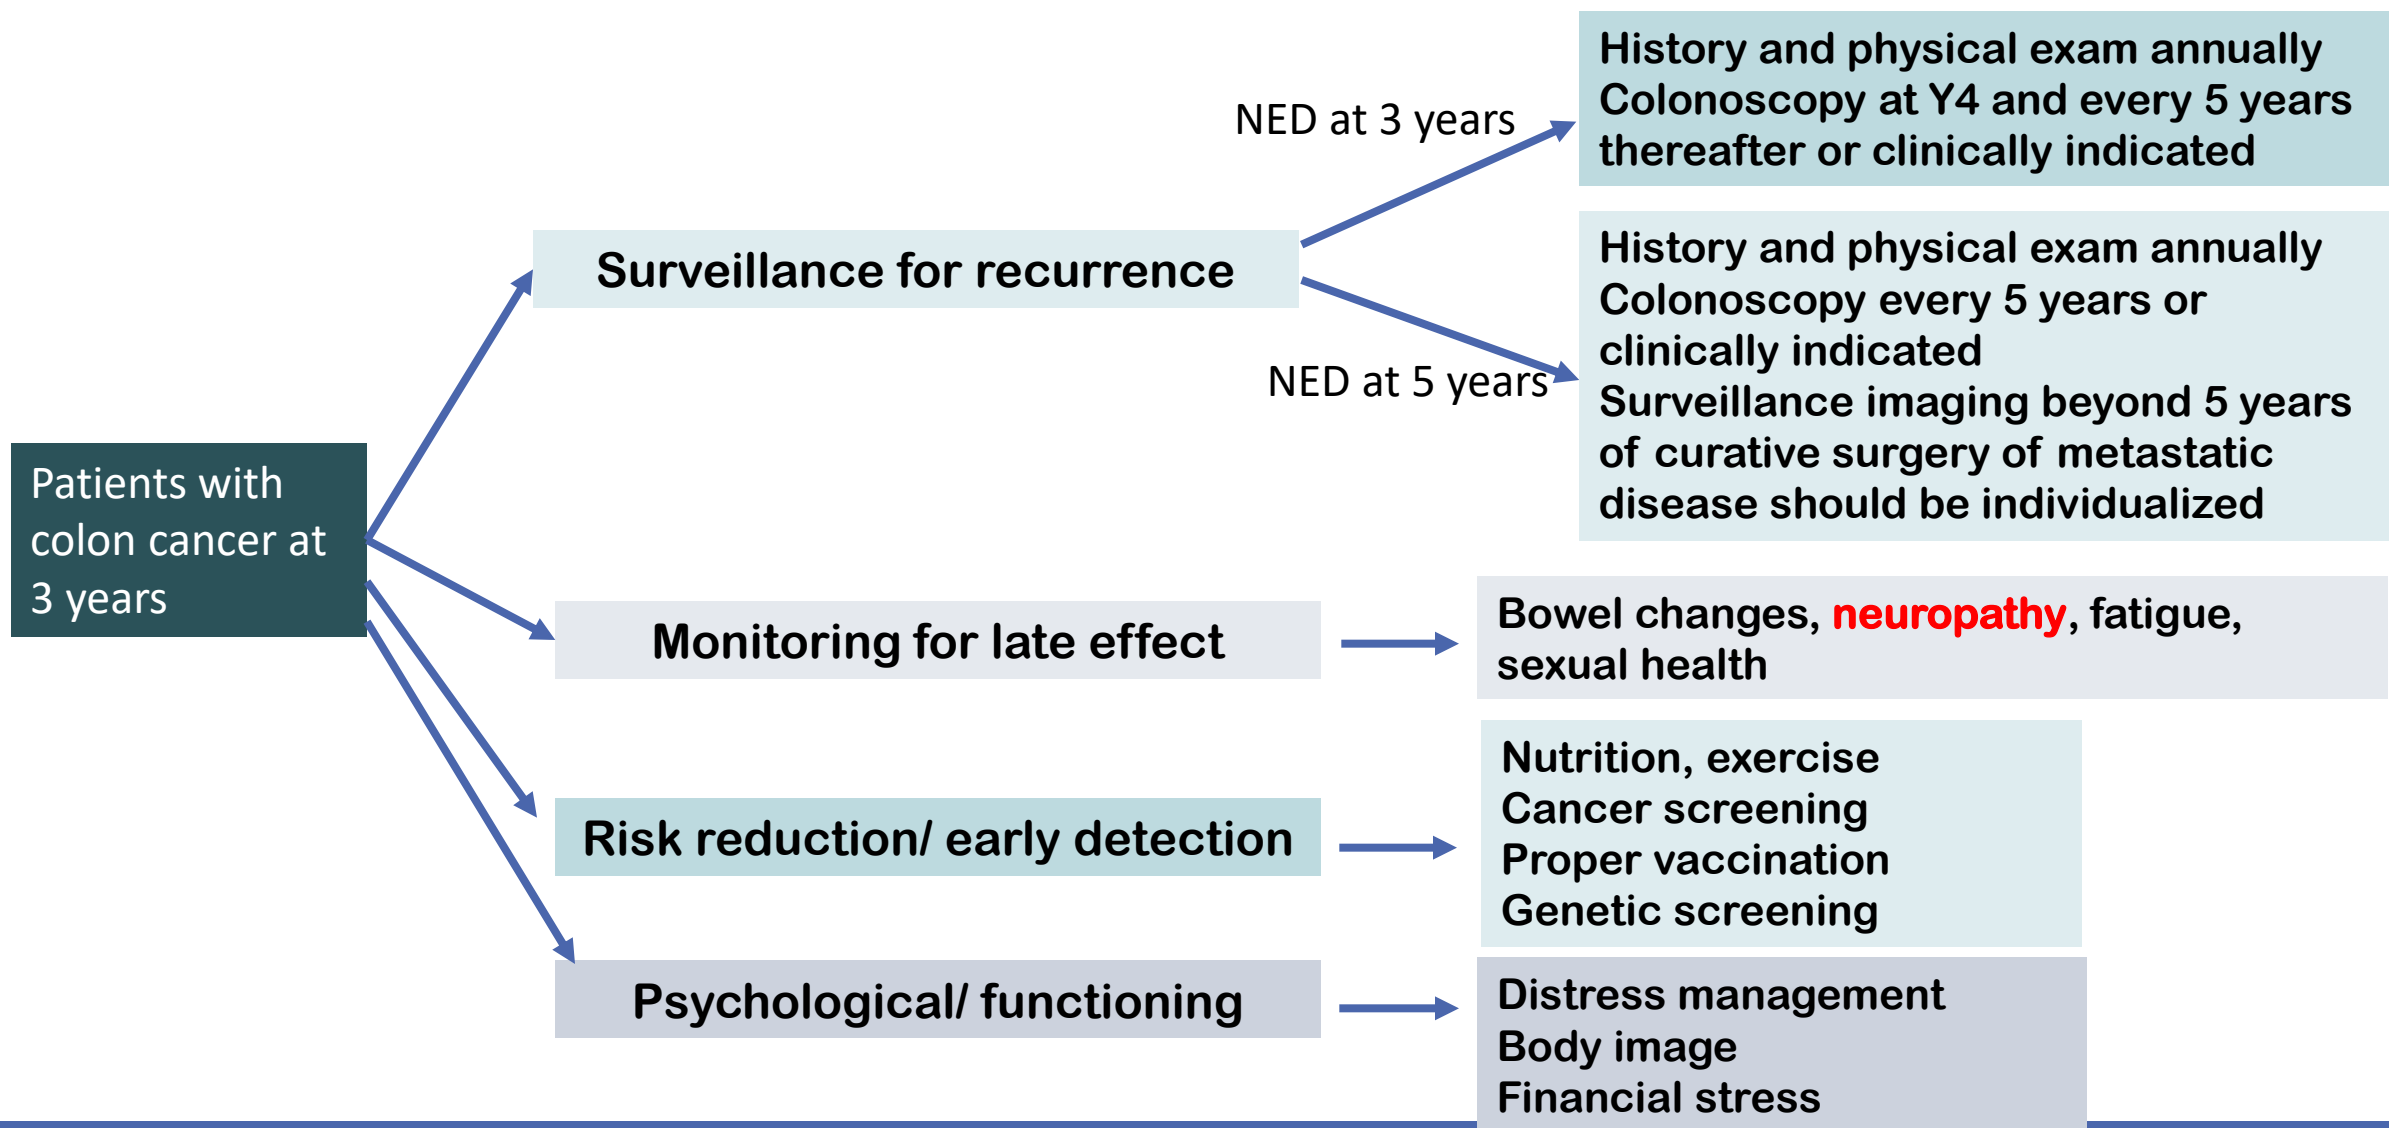 Patients with
colon cancer at
3 years
Surveillance for recurrence
NED at 3 years
History and physical exam annually
Colonoscopy at Y4 and every 5 years
thereafter or clinically indicated
NED at 5 years
History and physical exam annually
Colonoscopy every 5 years or
clinically indicated
Surveillance imaging beyond 5 years
of curative surgery of metastatic
disease should be individualized
Monitoring for late effect
Bowel changes, neuropathy, fatigue,
sexual health
Risk reduction/ early detection
Nutrition, exercise
Cancer screening
Proper vaccination
Genetic screening
Psychological/ functioning
Distress management
Body image
Financial stress